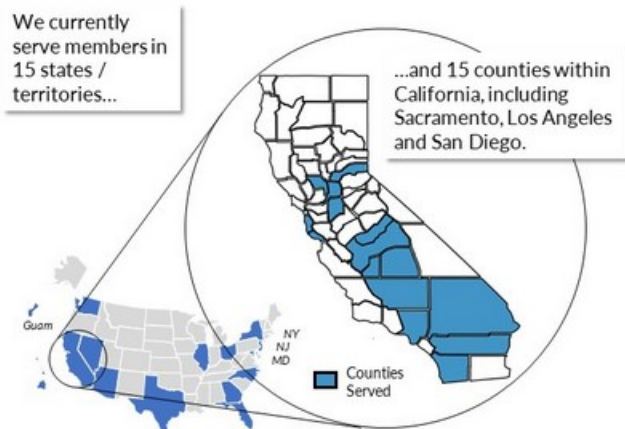 We currently
serve members in
15 states /
territories...
...and 15 counties within
California, including
Sacramento, Los Angeles
and San Diego.
Guam
NY
NJ
MD
Counties
Served